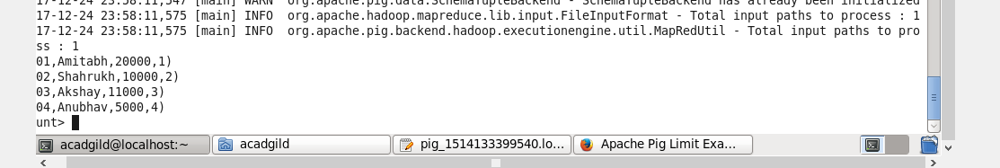 17-12-24 23:58:11,547 [main] WARN  org.apache.pig.data.SchemaTupleBackend - SchemaTupleBackend has already been initialized
17-12-24 23:58:11,575 [main] INFO  org.apache.hadoop.mapreduce.lib.input.FileInputFormat - Total input paths to process : 1
17-12-24 23:58:11,575 [main] INFO  org.apache.pig.backend.hadoop.executionengine.util.MapRedUtil - Total input paths to pro
ss : 1
01,Amitabh,20000,1)
02,Shahrukh,10000,2)
03,Akshay,11000,3)
04,Anubhav,5000,4)
unt>
acadgild@localhost:~
acadgild
pig_1514133399540.lo...
Apache Pig Limit Exa...